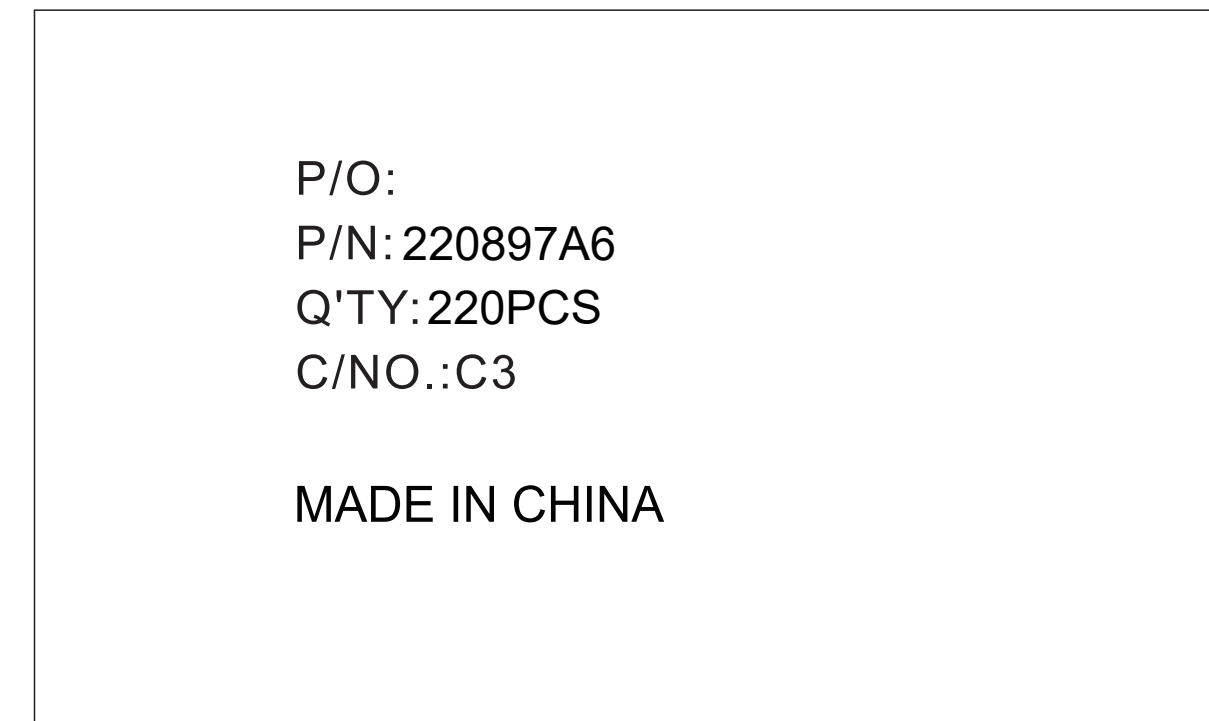 P/O:
P/N: 220897A6
Q'TY: 220PCS
C/NO.:C3
MADE IN CHINA